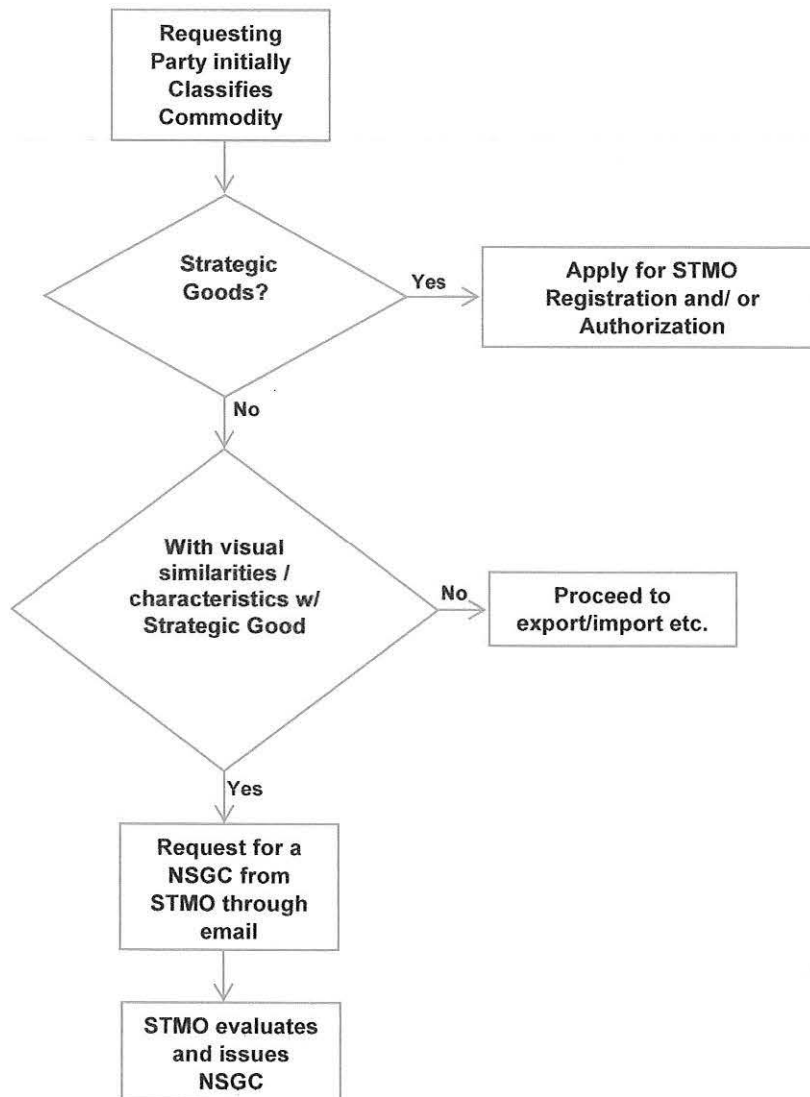 Requesting
Party initially
Classifies
Commodity
Strategic
Goods?
Yes
Apply for STMO
Registration and/ or
Authorization
No
With visual
similarities /
characteristics w/
Strategic Good
No
Proceed to
export/import etc.
Yes
Request for a
NSGC from
STMO through
email
STMO evaluates
and issues
NSGC